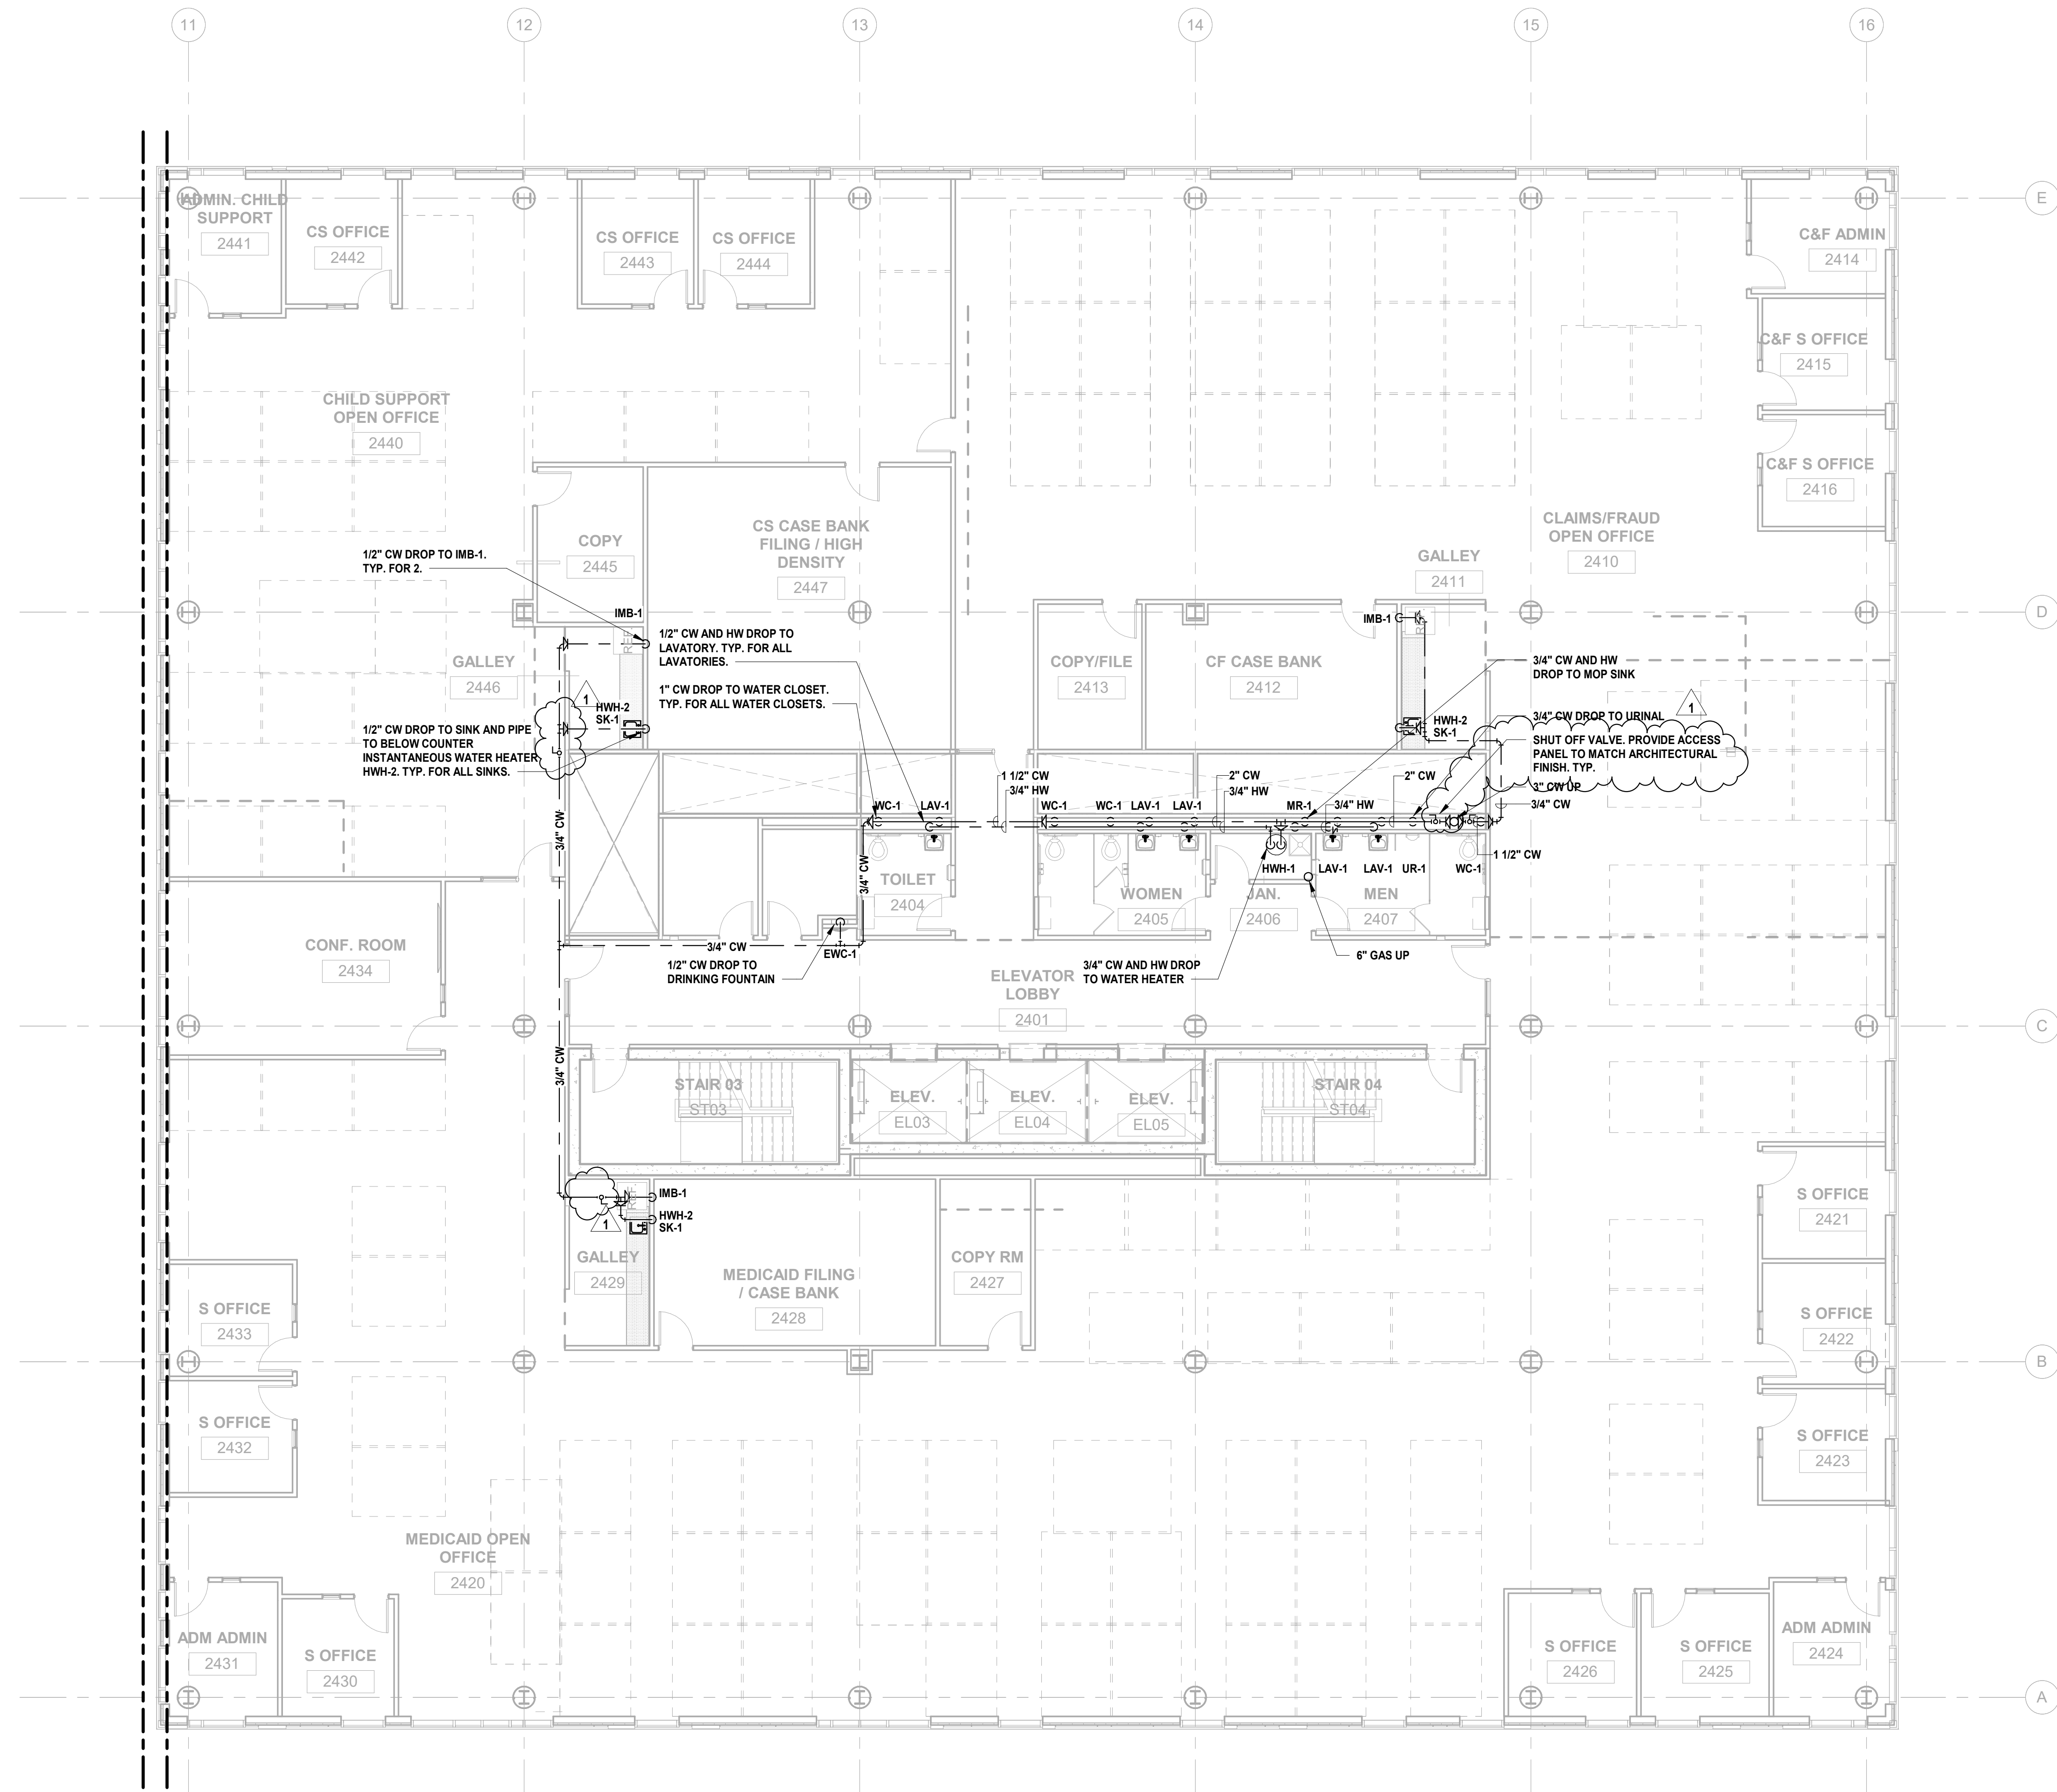 11
12
13
14
15
16
E
D
C
B
A
ADMIN. CHILD
SUPPORT
2441
CS OFFICE
2442
CS OFFICE
2443
CS OFFICE
2444
C&F ADMIN
2414
C&F S OFFICE
2415
C&F S OFFICE
2416
CHILD SUPPORT
OPEN OFFICE
2440
COPY
2445
CS CASE BANK
FILING / HIGH
DENSITY
2447
CLAIMS/FRAUD
OPEN OFFICE
2410
GALLEY
2411
1/2" CW DROP TO IMB-1.
TYP. FOR 2.
IMB-1
1/2" CW AND HW DROP TO
LAVATORY. TYP. FOR ALL
LAVATORIES.
1" CW DROP TO WATER CLOSET.
TYP. FOR ALL WATER CLOSETS.
GALLEY
2446
1
HWH-2
SK-1
1/2" CW DROP TO SINK AND PIPE
TO BELOW COUNTER
INSTANTANEOUS WATER HEATER
HWH-2. TYP. FOR ALL SINKS.
COPY/FILE
2413
CF CASE BANK
2412
IMB-1
HWH-2
SK-1
3/4" CW AND HW
DROP TO MOP SINK
1
3/4" CW DROP TO URINAL
SHUT OFF VALVE. PROVIDE ACCESS
PANEL TO MATCH ARCHITECTURAL
FINISH. TYP.
3" CW UP
3/4" CW
1 1/2" CW
3/4" HW
2" CW
3/4" HW
2" CW
3/4" HW
WC-1
LAV-1
WC-1
WC-1
LAV-1
LAV-1
MR-1
3/4" CW
3/4" CW
TOILET
2404
WOMEN
2405
HWH-1
JAN.
2406
LAV-1
LAV-1
UR-1
WC-1
1 1/2" CW
MEN
2407
CONF. ROOM
2434
3/4" CW
EWC-1
1/2" CW DROP TO
DRINKING FOUNTAIN
3/4" CW AND HW DROP
TO WATER HEATER
6" GAS UP
ELEVATOR
LOBBY
2401
3/4" CW
STAIR 03
ST03
ELEV.
EL03
ELEV.
EL04
ELEV.
EL05
STAIR 04
ST04
IMB-1
HWH-2
SK-1
1
GALLEY
2429
MEDICAID FILING
/ CASE BANK
2428
COPY RM
2427
S OFFICE
2421
S OFFICE
2422
S OFFICE
2423
S OFFICE
2433
S OFFICE
2432
MEDICAID OPEN
OFFICE
2420
ADM ADMIN
2431
S OFFICE
2430
S OFFICE
2426
S OFFICE
2425
ADM ADMIN
2424